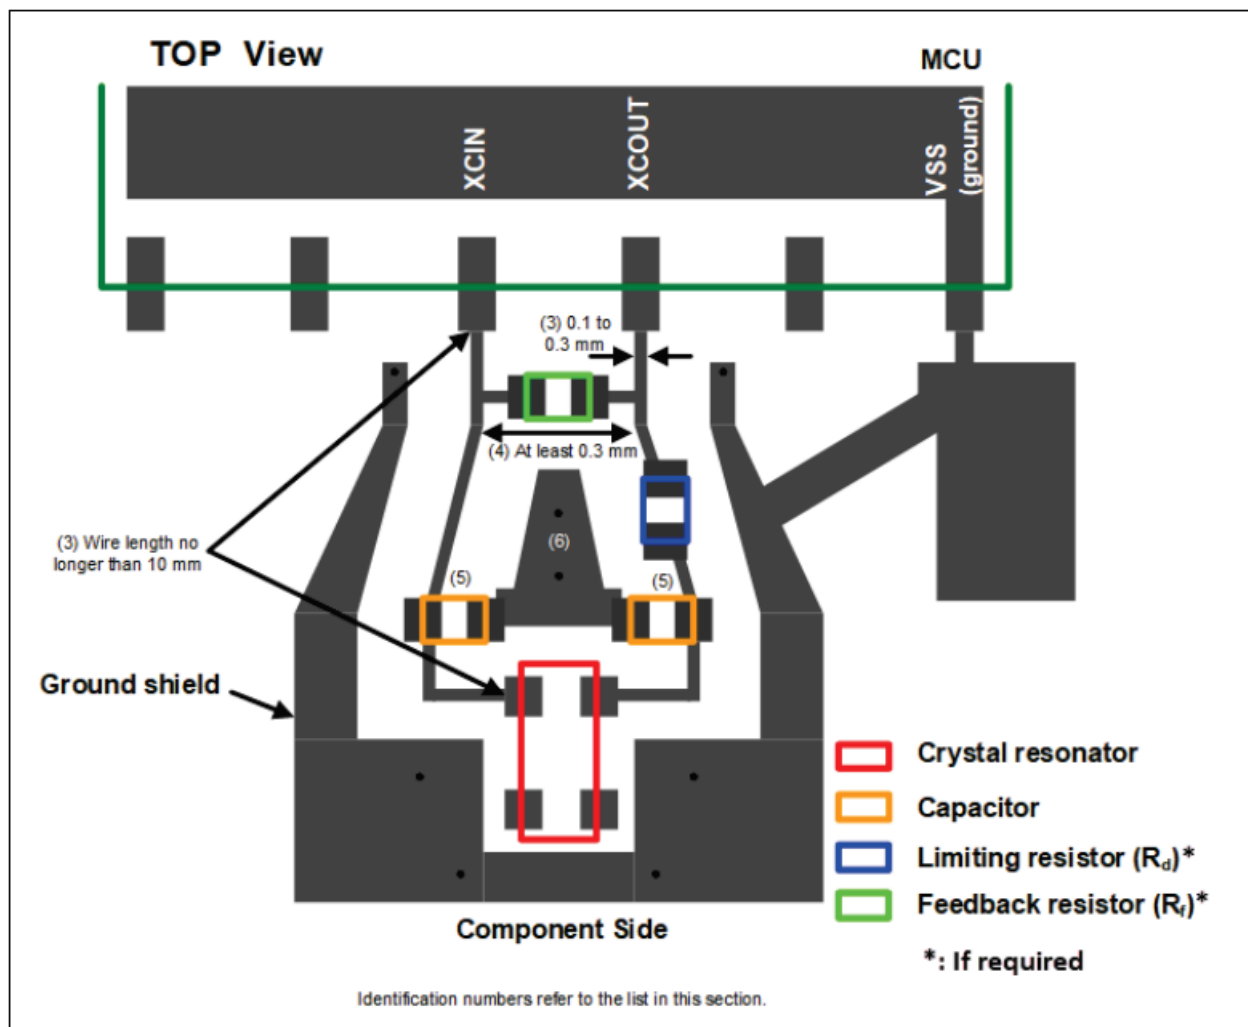 TOP View
MCU
XCIN
XCOUT
VSS
(ground)
(3) 0.1 to
0.3 mm
(4) At least 0.3 mm
(3) Wire length no
longer than 10 mm
(6)
(5)
(5)
Ground shield
Crystal resonator
Capacitor
Limiting resistor (Rd)*
Feedback resistor (Rf)*
*: If required
Component Side
Identification numbers refer to the list in this section.